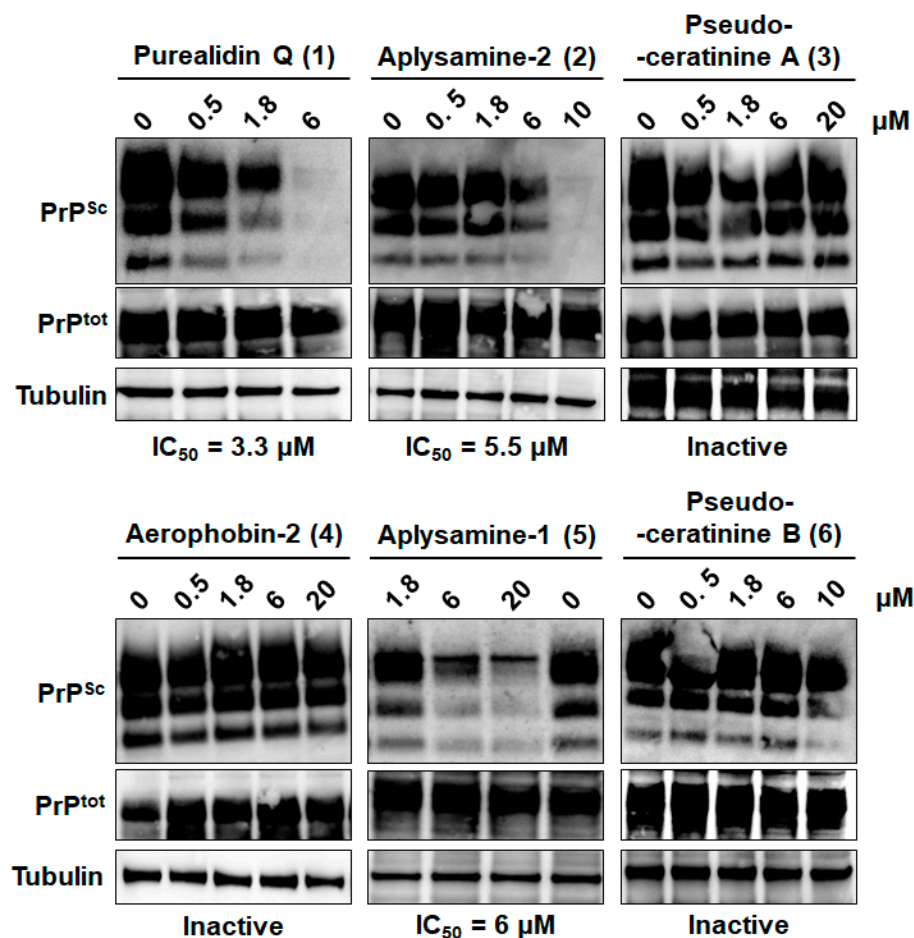 Purealidin Q (1)
Aplysamine-2 (2)
Pseudo-
-ceratinine A (3)
0 0.5 1.8 6
0 0.5 1.8 6 10
0 0.5 1.8 6 20
µM
PrPSc
PrPtot
Tubulin
IC50 = 3.3 µM
IC50 = 5.5 µM
Inactive
Aerophobin-2 (4)
Aplysamine-1 (5)
Pseudo-
-ceratinine B (6)
0 0.5 1.8 6 20
1.8 6 20 0
0 0.5 1.8 6 10
µM
PrPSc
PrPtot
Tubulin
Inactive
IC50 = 6 µM
Inactive